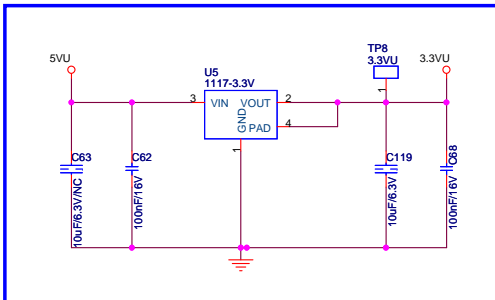 TP8
3.3VU
5VU
3.3VU
U5
1117-3.3V
1
3
VIN
VOUT
2
GND
PAD
4
1
C63
10uF/6.3V/NC
C62
100nF/16V
C119
10uF/6.3V
C68
100nF/16V